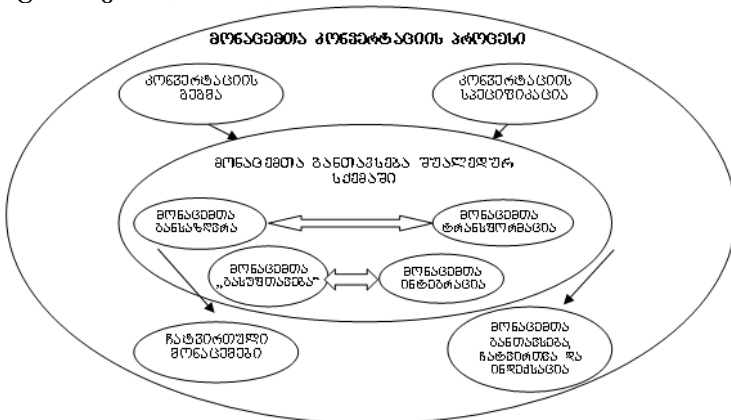 მონაცემთა კონვერტაციის პროცესი
კონვერტაციის
გეგმა
კონვერტაციის
სპეციფიკაცია
მონაცემთა განთავსება შუალედურ
სქემაში
მონაცემთა
განსაზღვრა
მონაცემთა
ტრანსფორმაცია
მონაცემთა
„გასუფთავება“
მონაცემთა
ინტეგრაცია
ჩატვირთული
მონაცემები
მონაცემთა
განთავსება,
ჩატვირთვა და
ინდექსაცია